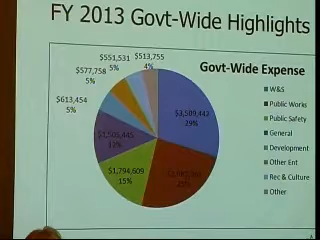 FY 2013 Govt-Wide Highlights
Govt-Wide Expense
$551,531
5%
$513,755
4%
$577,758
5%
$613,454
5%
13%
$1,794,609
15%
$3,509,442
29%
W&S
Public Works
Public Safety
General
Development
Other Ent
Rec & Culture
Other